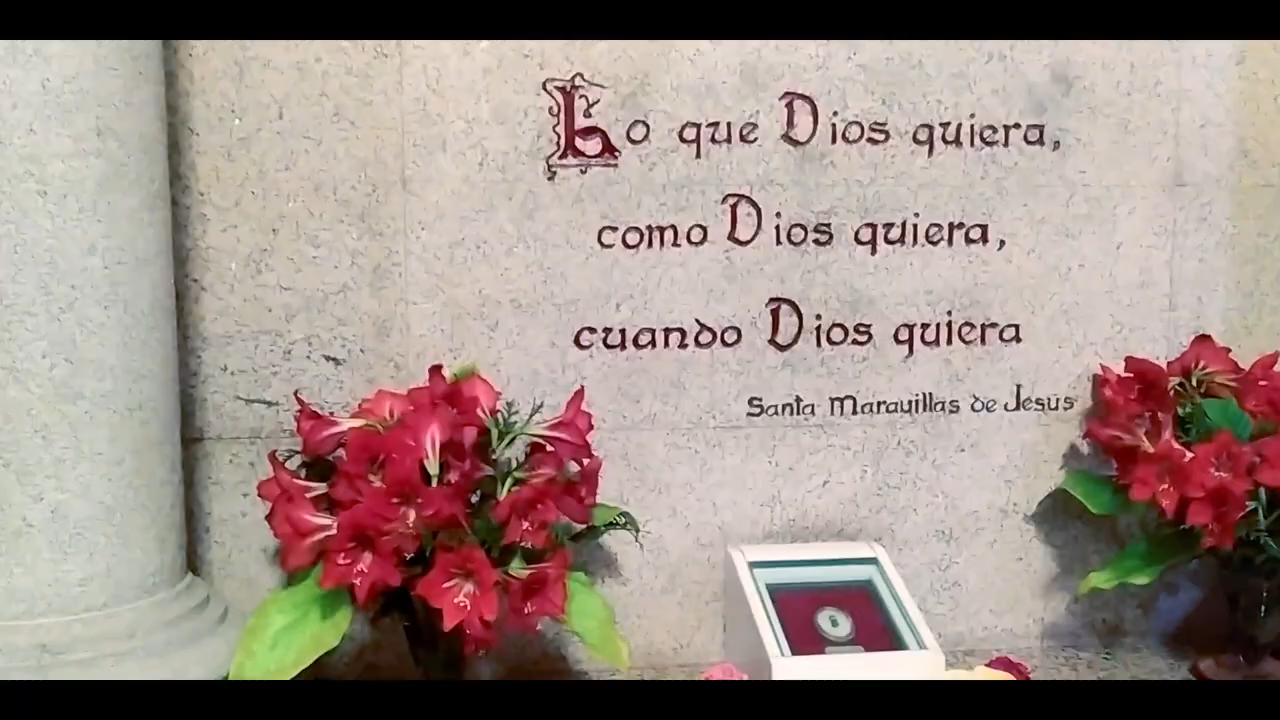 Lo que Dios quiera,
como Dios quiera,
cuando Dios quiera
Santa Maravillas de Jesús